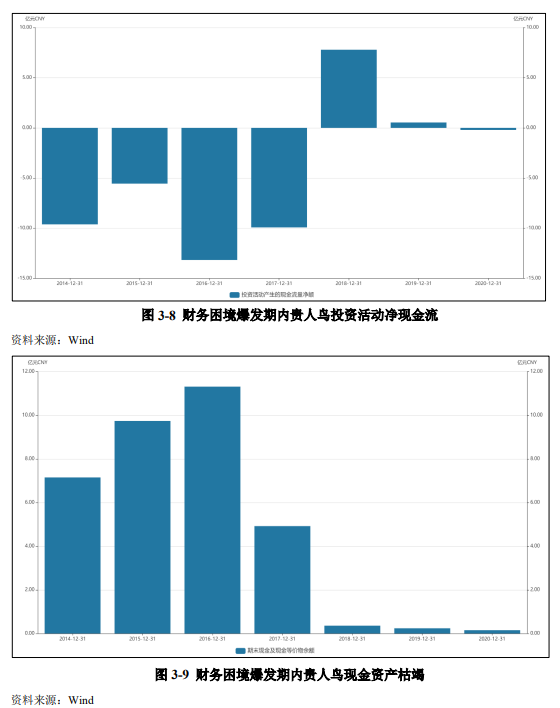 亿元CNY 亿元CNY
10.00 10.00
5.00 5.00
0.00 0.00
-5.00 -5.00
-10.00 -10.00
-15.00 -15.00
2014-12-31 2015-12-31 2016-12-31 2017-12-31 2018-12-31 2019-12-31 2020-12-31
投资活动产生的现金流量净额
图 3-8 财务困境爆发期内贵人鸟投资活动净现金流
资料来源：Wind
亿元CNY 亿元CNY
12.00 12.00
10.00 10.00
8.00 8.00
6.00 6.00
4.00 4.00
2.00 2.00
0.00 0.00
2014-12-31 2015-12-31 2016-12-31 2017-12-31 2018-12-31 2019-12-31 2020-12-31
期末现金及现金等价物余额
图 3-9 财务困境爆发期内贵人鸟现金资产枯竭
资料来源：Wind